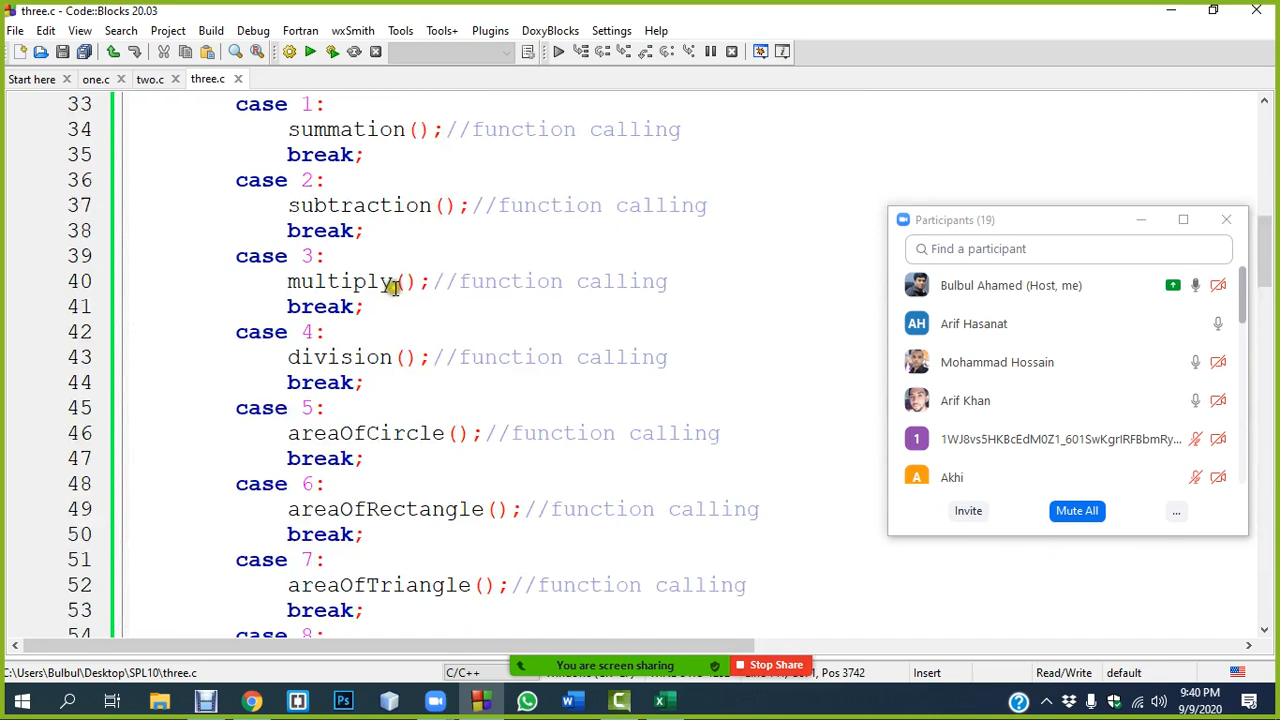 three.c - Code::Blocks 20.03
File Edit View Search Project Build Debug Fortran wxSmith Tools Tools+ Plugins DoxyBlocks Settings Help
Start here one.c two.c three.c
33 case 1:
34 summation();//function calling
35 break;
36 case 2:
37 subtraction();//function calling
38 break;
39 case 3:
40 multiply();//function calling
41 break;
42 case 4:
43 division();//function calling
44 break;
45 case 5:
46 areaOfCircle();//function calling
47 break;
48 case 6:
49 areaOfRectangle();//function calling
50 break;
51 case 7:
52 areaOfTriangle();//function calling
53 break;
54 case 8:
Participants (19)
Find a participant
Bulbul Ahamed (Host, me)
AH Arif Hasanat
Mohammad Hossain
Arif Khan
1 1WJ8vs5HKBcEdM0Z1_601SwKgrIRFBbmRy...
A Akhi
Invite Mute All ...
You are screen sharing Stop Share
C:\Users\Bulbul\Desktop\SPL10\three.c C/C++ Pos 3742 Insert Read/Write default
9:40 PM
9/9/2020